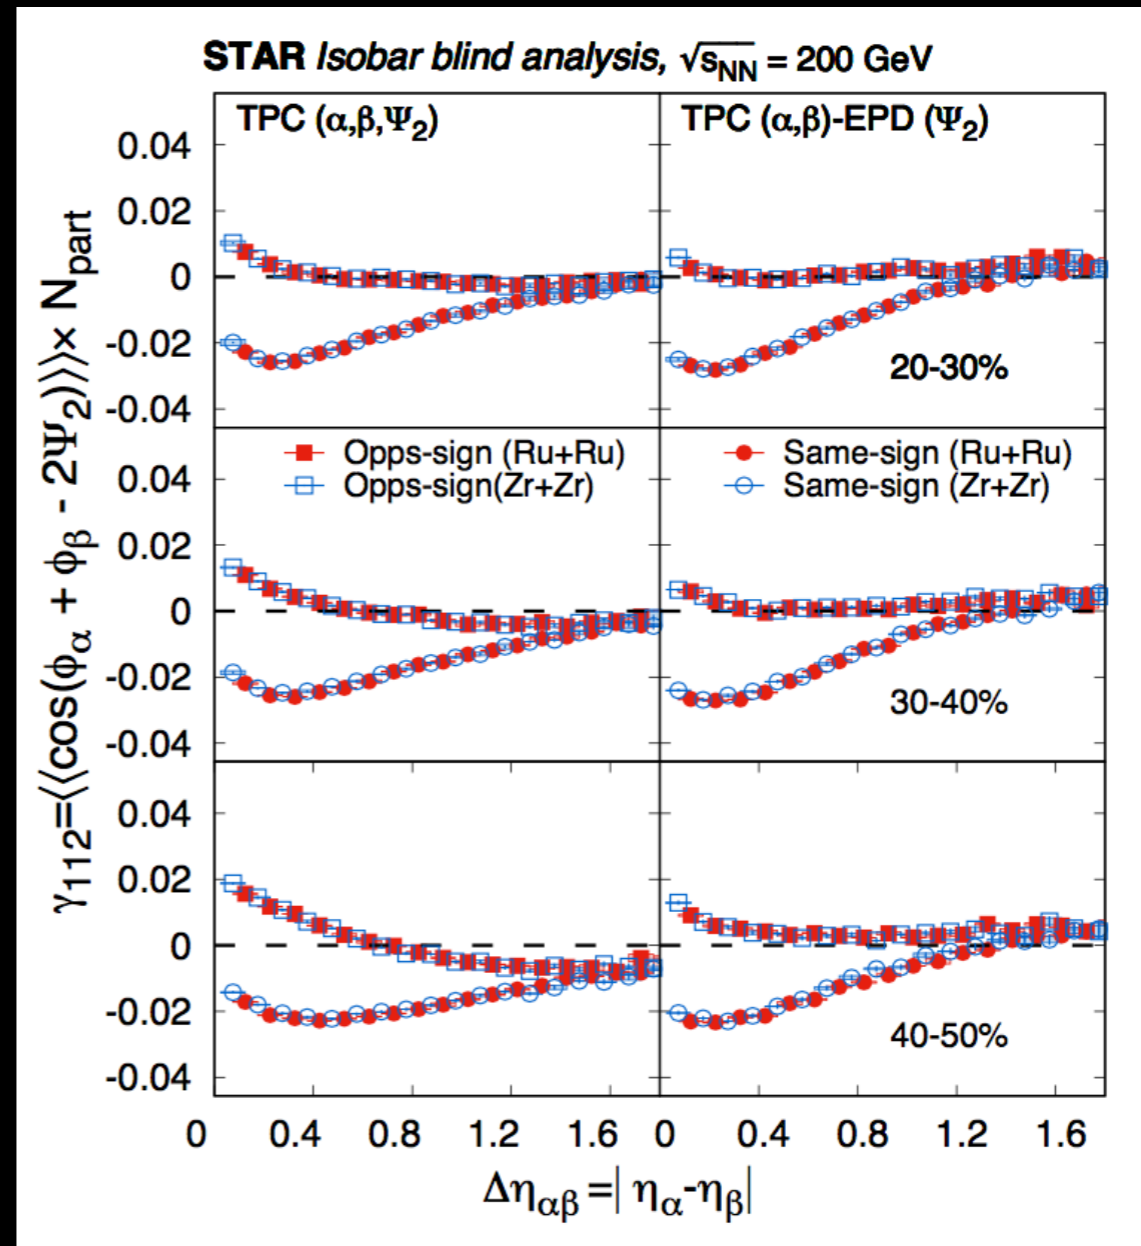 STAR Isobar blind analysis, √sNN = 200 GeV
TPC (α,β,Ψ2)
TPC (α,β)-EPD (Ψ2)
γ112=⟨⟨cos(ϕα + ϕβ - 2Ψ2)⟩⟩× Npart
0.04
0.02
0
-0.02
-0.04
20-30%
Opps-sign (Ru+Ru)
Opps-sign(Zr+Zr)
Same-sign (Ru+Ru)
Same-sign (Zr+Zr)
0.04
0.02
0
-0.02
-0.04
30-40%
0.04
0.02
0
-0.02
-0.04
40-50%
0 0.4 0.8 1.2 1.6 0 0.4 0.8 1.2 1.6
Δηαβ =| ηα-ηβ|